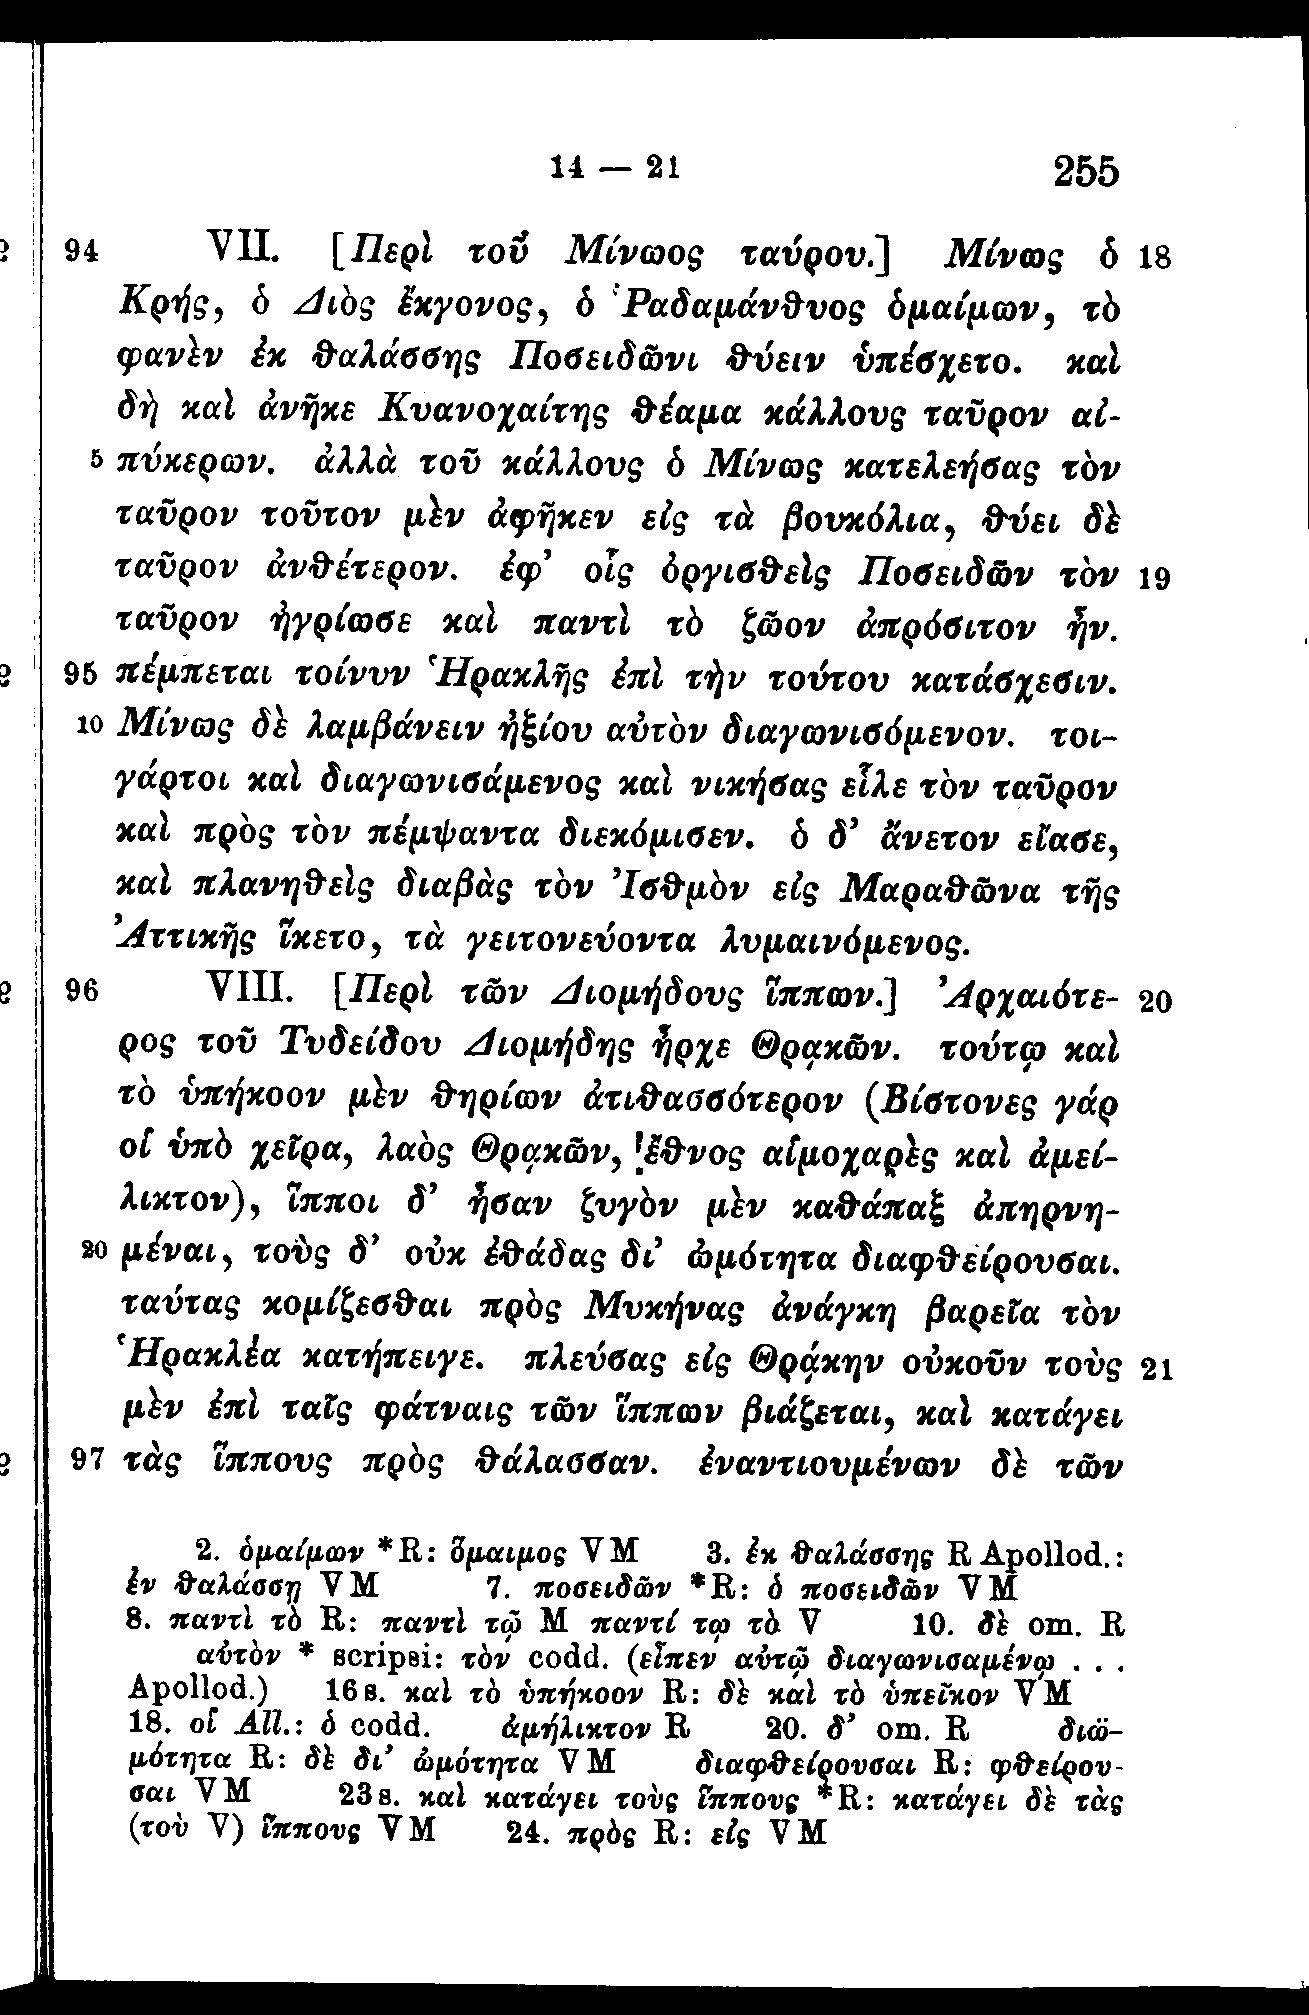 14 — 21 255
94 VII. [Περὶ τοῦ Μίνωος ταύρου.] Μίνως ὁ 18
Κρής, ὁ Διὸς ἔκγονος, ὁ Ῥαδαμάνθυος ὁμαίμων, τὸ
φανὲν ἐκ θαλάσσης Ποσειδῶνι θύειν ὑπέσχετο. καὶ
δὴ καὶ ἀνῆκε Κυανοχαίτης θέαμα κάλλους ταῦρον αἰ-
5 πύκερων. ἀλλὰ τοῦ κάλλους ὁ Μίνως κατελεήσας τὸν
ταῦρον τοῦτον μὲν ἀφῆκεν εἰς τὰ βουκόλια, θύει δὲ
ταῦρον ἀνθέτερον. ἐφ’ οἷς ὀργισθεὶς Ποσειδῶν τὸν 19
ταῦρον ἠγρίωσε καὶ παντὶ τὸ ζῶον ἀπρόσιτον ἦν.
95 πέμπεται τοίνυν Ἡρακλῆς ἐπὶ τὴν τούτου κατάσχεσιν.
10 Μίνως δὲ λαμβάνειν ἠξίου αὐτὸν διαγωνισόμενον. τοι-
γάρτοι καὶ διαγωνισάμενος καὶ νικήσας εἷλε τὸν ταῦρον
καὶ πρὸς τὸν πέμψαντα διεκόμισεν. ὁ δ’ ἄνετον εἴασε,
καὶ πλανηθεὶς διαβὰς τὸν Ἰσθμὸν εἰς Μαραθῶνα τῆς
Ἀττικῆς ἵκετο, τὰ γειτονεύοντα λυμαινόμενος.
96 VIII. [Περὶ τῶν Διομήδους ἵππων.] Ἀρχαιότε- 20
ρος τοῦ Τυδείδου Διομήδης ἦρχε Θρᾳκῶν. τούτῳ καὶ
τὸ ὑπήκοον μὲν θηρίων ἀτιθασσότερον (Βίστονες γάρ
οἱ ὑπὸ χεῖρα, λαὸς Θρᾳκῶν, ἔθνος αἱμοχαρὲς καὶ ἀμεί-
λικτον), ἵπποι δ’ ἦσαν ζυγὸν μὲν καθάπαξ ἀπηρνη-
20 μέναι, τοὺς δ’ οὐκ ἐθάδας δι’ ὠμότητα διαφθείρουσαι.
ταύτας κομίζεσθαι πρὸς Μυκήνας ἀνάγκη βαρεῖα τὸν
Ἡρακλέα κατήπειγε. πλεύσας εἰς Θρᾴκην οὐκοῦν τοὺς 21
μὲν ἐπὶ ταῖς φάτναις τῶν ἵππων βιάζεται, καὶ κατάγει
97 τὰς ἵππους πρὸς θάλασσαν. ἐναντιουμένων δὲ τῶν
2. ὁμαίμων *R: ὅμαιμος VM 3. ἐκ θαλάσσης R Apollod.:
ἐν θαλάσσῃ VM 7. ποσειδῶν *R: ὁ ποσειδῶν VM
8. παντὶ τὸ R: παντὶ τῷ M παντί τῳ τὸ V 10. δὲ om. R
αὐτὸν * scripsi: τὸν codd. (εἶπεν αὐτῷ διαγωνισαμένῳ . . .
Apollod.) 16 s. καὶ τὸ ὑπήκοον R: δὲ καὶ τὸ ὑπεῖκον VM
18. οἱ All.: ὁ codd. ἀμήλικτον R 20. δ’ om. R διω-
μότητα R: δὲ δι’ ὠμότητα VM διαφθείρουσαι R: φθείρου-
σαι VM 23 s. καὶ κατάγει τοὺς ἵππους *R: κατάγει δὲ τὰς
(τοὺ V) ἵππους VM 24. πρὸς R: εἰς VM